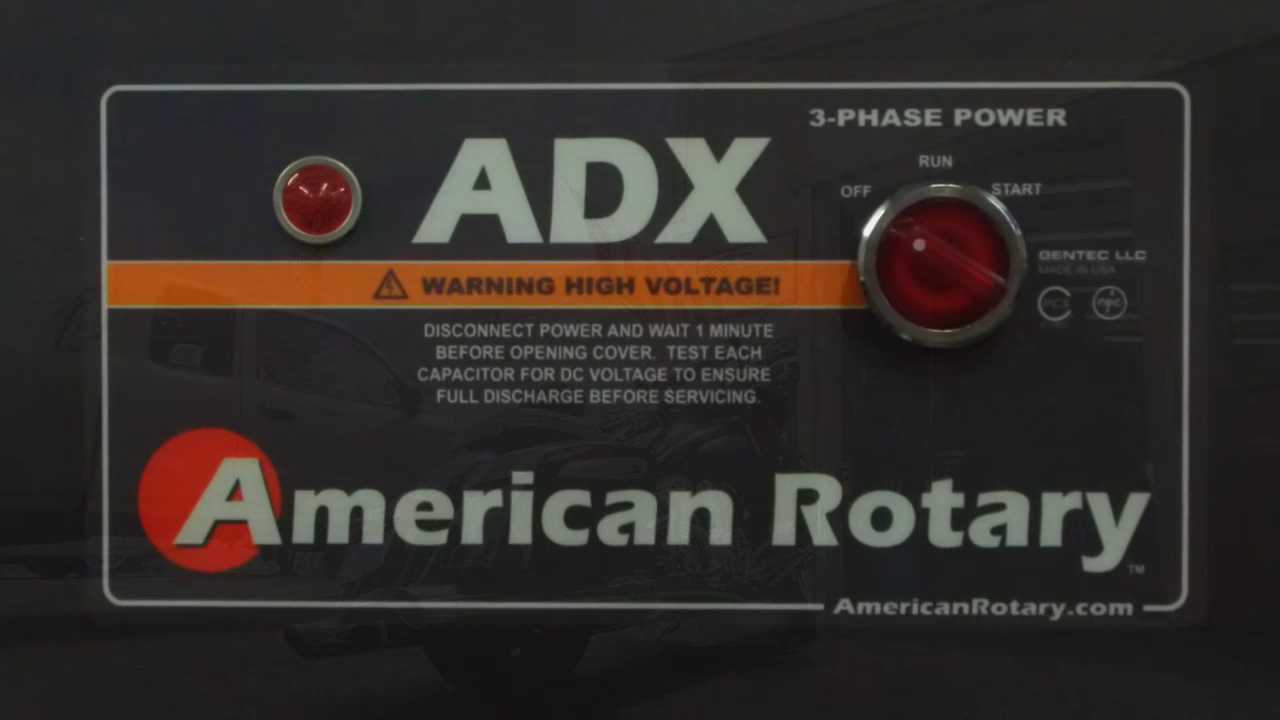 3-PHASE POWER
ADX
RUN
OFF
START
GENTEC LLC
MADE IN USA
WARNING HIGH VOLTAGE!
DISCONNECT POWER AND WAIT 1 MINUTE
BEFORE OPENING COVER. TEST EACH
CAPACITOR FOR DC VOLTAGE TO ENSURE
FULL DISCHARGE BEFORE SERVICING.
American Rotary
TM
AmericanRotary.com